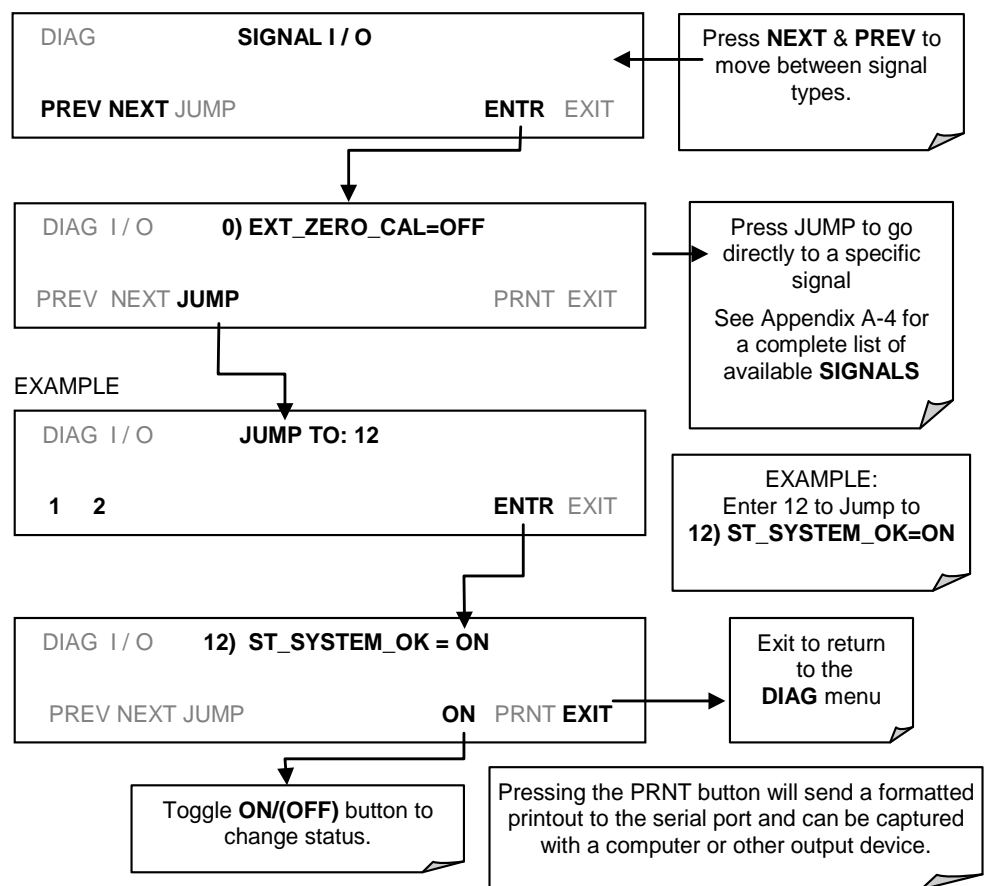 DIAG SIGNAL I / O
PREV NEXT JUMP ENTR EXIT
Press NEXT & PREV to
move between signal
types.
DIAG I / O 0) EXT_ZERO_CAL=OFF
PREV NEXT JUMP PRNT EXIT
Press JUMP to go
directly to a specific
signal
See Appendix A-4 for
a complete list of
available SIGNALS
EXAMPLE
DIAG I / O JUMP TO: 12
1 2 ENTR EXIT
EXAMPLE:
Enter 12 to Jump to
12) ST_SYSTEM_OK=ON
DIAG I / O 12) ST_SYSTEM_OK = ON
PREV NEXT JUMP ON PRNT EXIT
Exit to return
to the
DIAG menu
Toggle ON/(OFF) button to
change status.
Pressing the PRNT button will send a formatted
printout to the serial port and can be captured
with a computer or other output device.